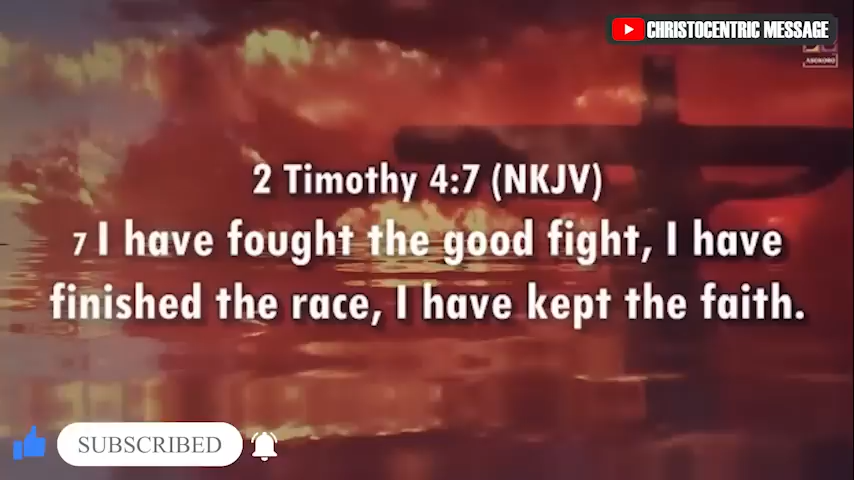 CHRISTOCENTRIC MESSAGE
2 Timothy 4:7 (NKJV)
7 I have fought the good fight, I have
finished the race, I have kept the faith.
SUBSCRIBED